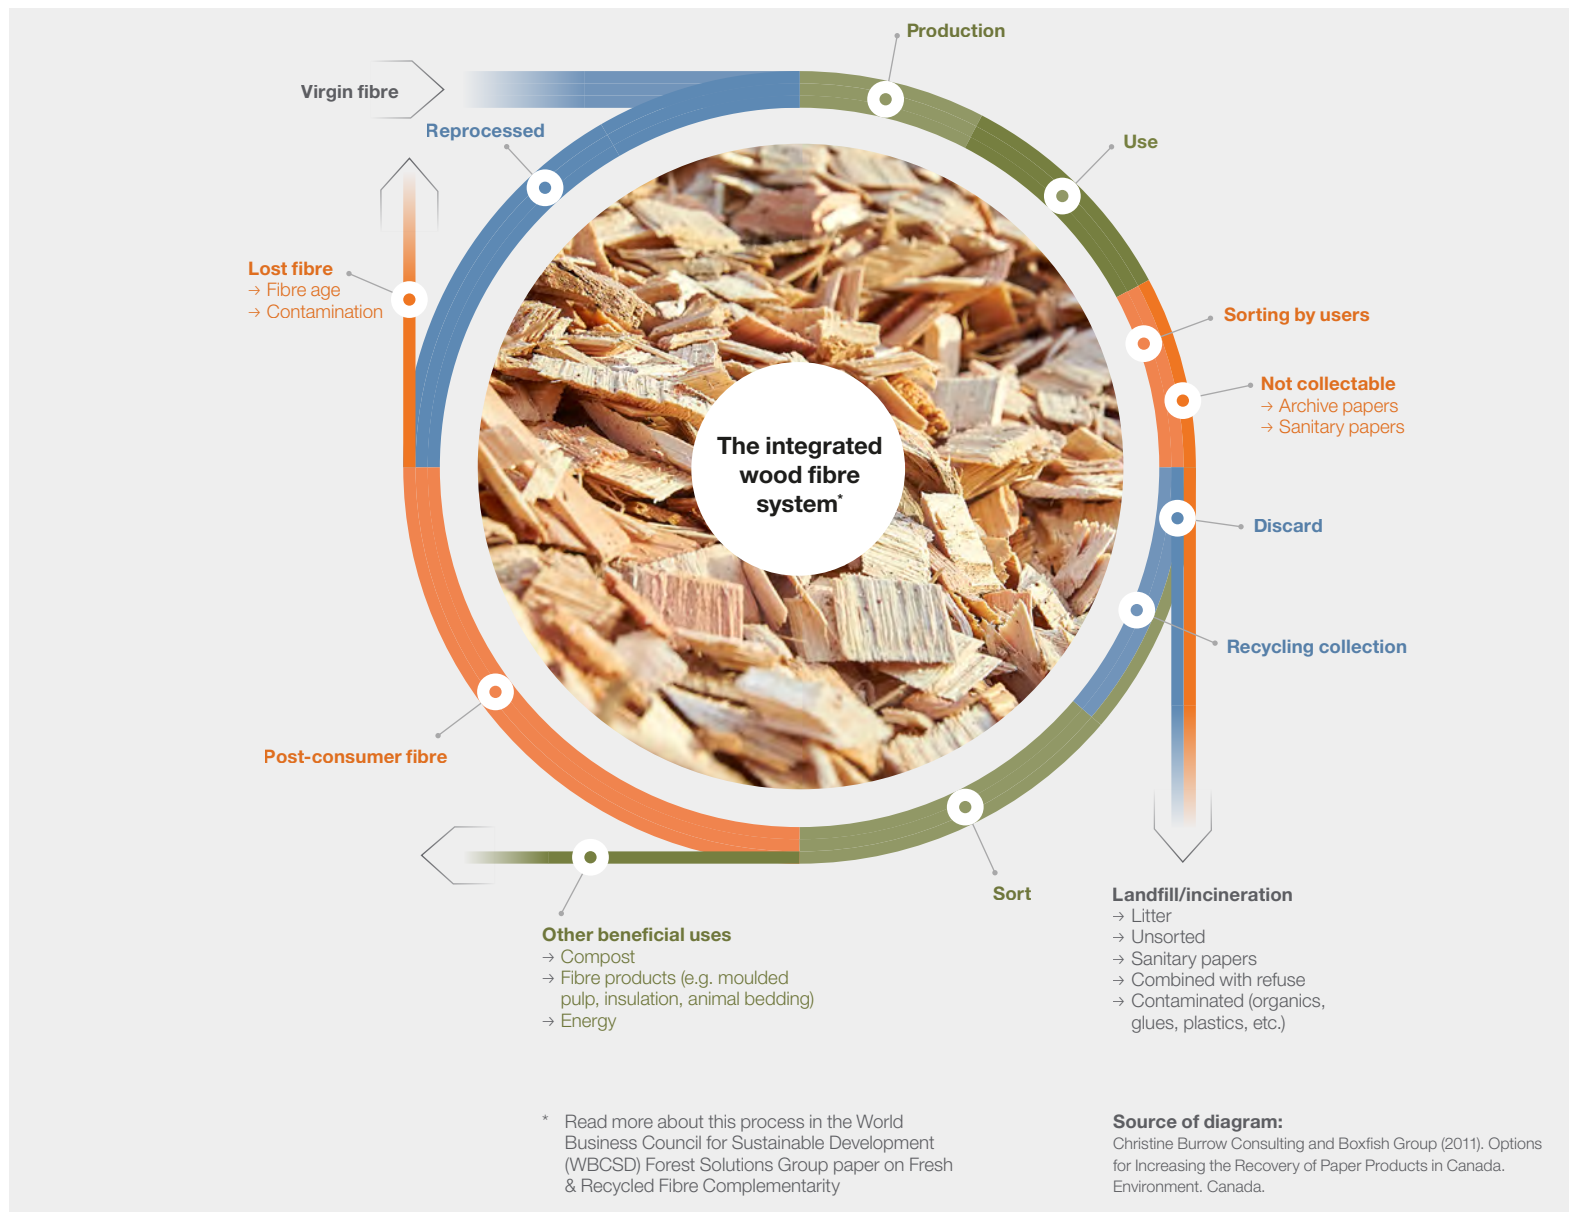 Production
Virgin fibre
Reprocessed
Use
Lost fibre
→ Fibre age
→ Contamination
Sorting by users
Not collectable
→ Archive papers
→ Sanitary papers
The integrated
wood fibre
system*
Discard
Recycling collection
Post-consumer fibre
Sort
Other beneficial uses
→ Compost
→ Fibre products (e.g. moulded
pulp, insulation, animal bedding)
→ Energy
Landfill/incineration
→ Litter
→ Unsorted
→ Sanitary papers
→ Combined with refuse
→ Contaminated (organics,
glues, plastics, etc.)
* Read more about this process in the World
Business Council for Sustainable Development
(WBCSD) Forest Solutions Group paper on Fresh
& Recycled Fibre Complementarity
Source of diagram:
Christine Burrow Consulting and Boxfish Group (2011). Options
for Increasing the Recovery of Paper Products in Canada.
Environment. Canada.